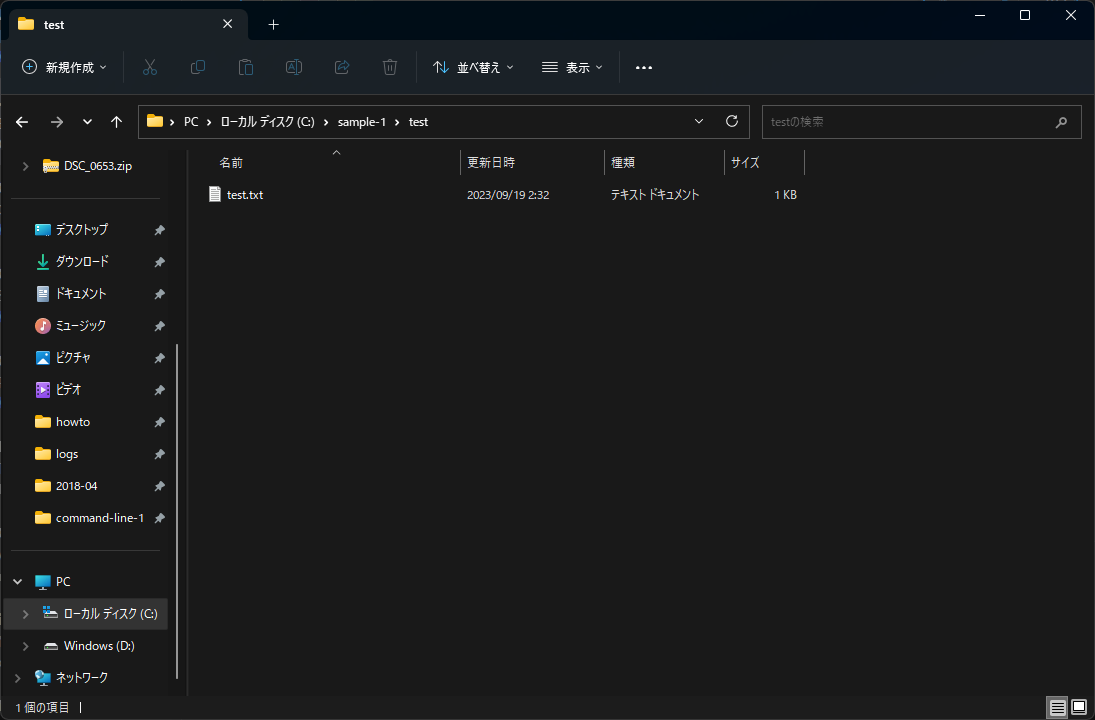 test
新規作成
並べ替え
表示
PC
ローカル ディスク (C:)
sample-1
test
testの検索
DSC_0653.zip
名前
更新日時
種類
サイズ
test.txt
2023/09/19 2:32
テキスト ドキュメント
1 KB
デスクトップ
ダウンロード
ドキュメント
ミュージック
ピクチャ
ビデオ
howto
logs
2018-04
command-line-1
PC
ローカル ディスク (C:)
Windows (D:)
ネットワーク
1 個の項目